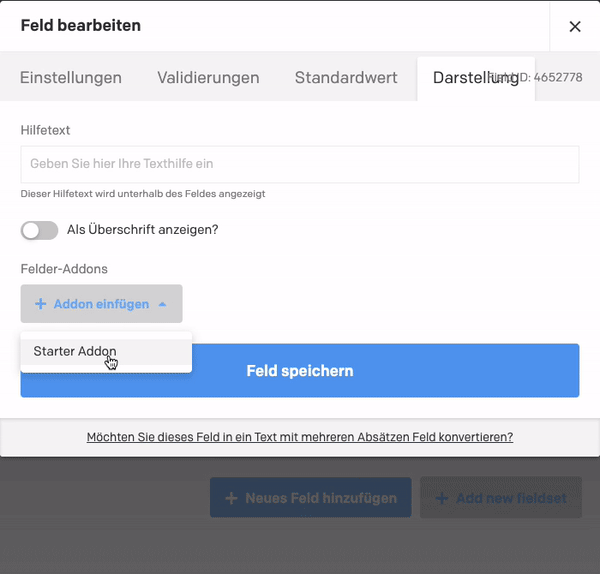 Feld bearbeiten
Einstellungen Validierungen Standardwert Darstellung Field ID: 4652778
Hilfetext
Geben Sie hier Ihre Texthilfe ein
Dieser Hilfetext wird unterhalb des Feldes angezeigt
Als Überschrift anzeigen?
Felder-Addons
+ Addon einfügen
Starter Addon
Feld speichern
Möchten Sie dieses Feld in ein Text mit mehreren Absätzen Feld konvertieren?
+ Neues Feld hinzufügen + Add new fieldset